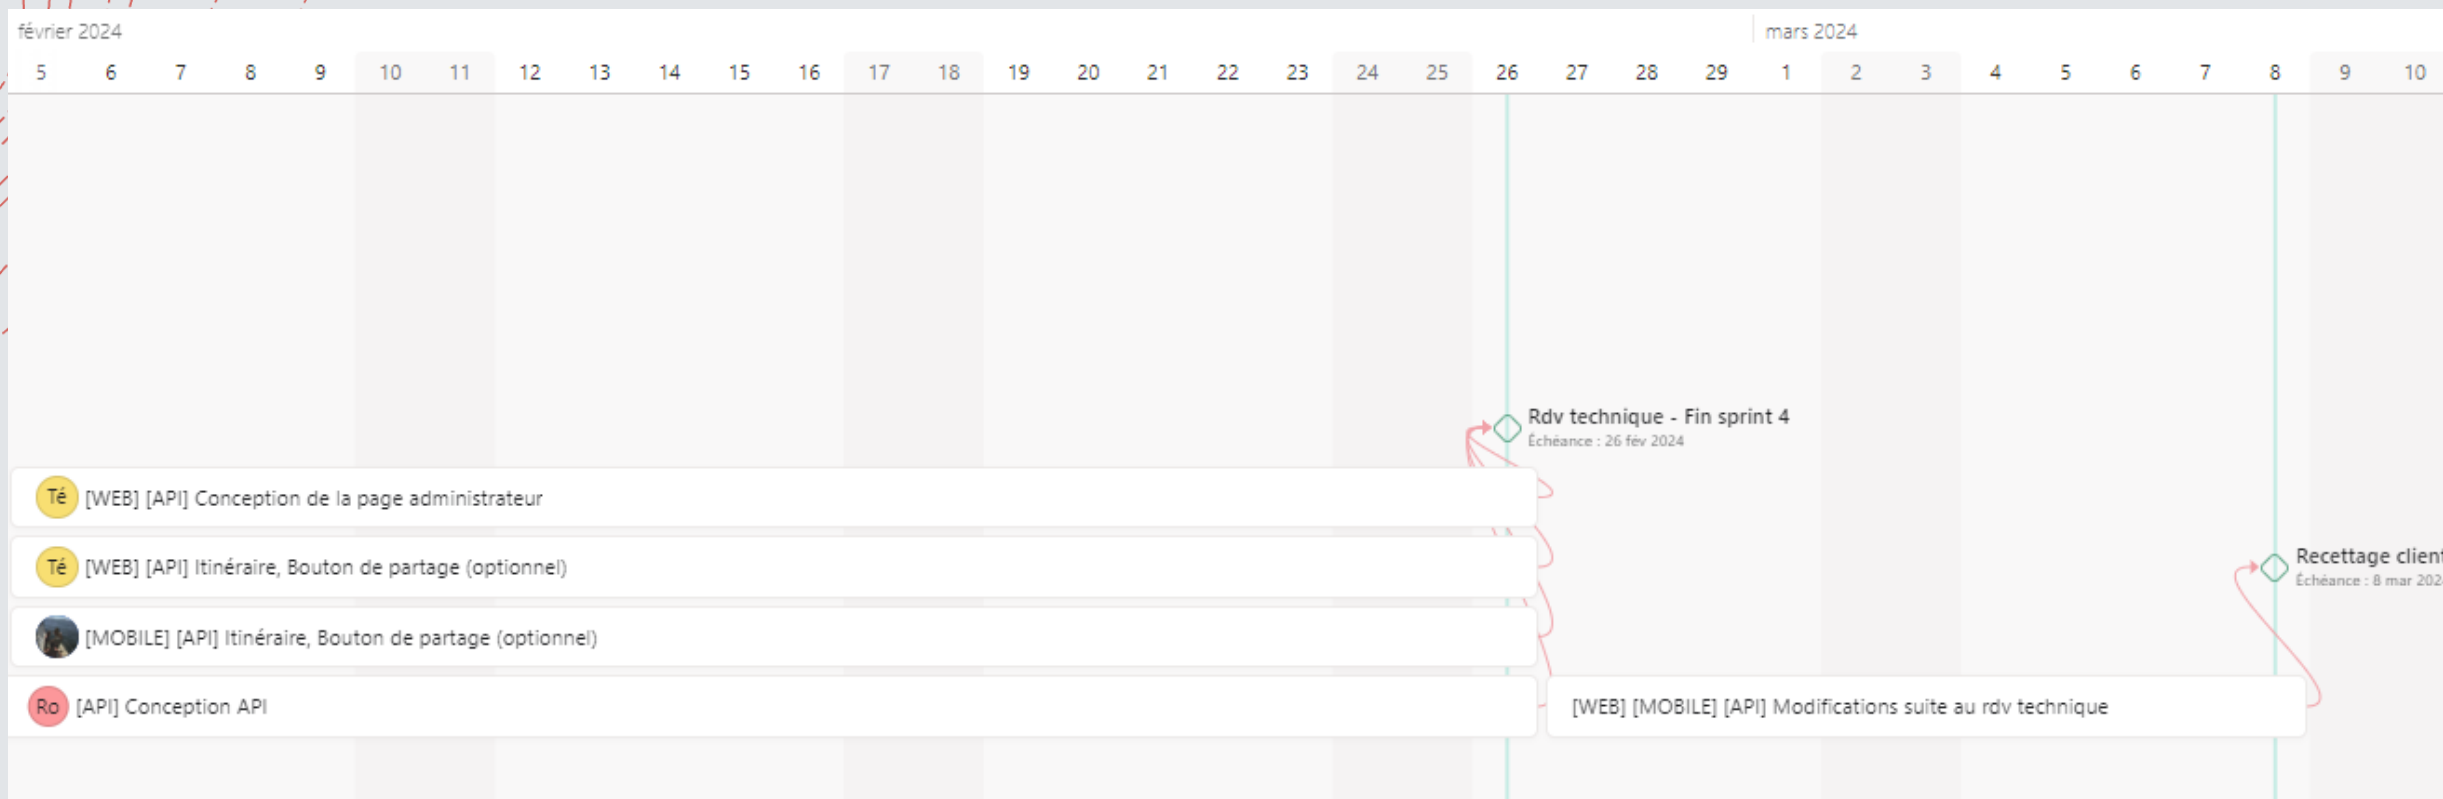 février 2024
mars 2024
5 6 7 8 9 10 11 12 13 14 15 16 17 18 19 20 21 22 23 24 25 26 27 28 29 1 2 3 4 5 6 7 8 9 10
Rdv technique - Fin sprint 4
Échéance : 26 fév 2024
Té [WEB] [API] Conception de la page administrateur
Recettage client
Té [WEB] [API] Itinéraire, Bouton de partage (optionnel)
Échéance : 8 mar 202
[MOBILE] [API] Itinéraire, Bouton de partage (optionnel)
Ro [API] Conception API
[WEB] [MOBILE] [API] Modifications suite au rdv technique